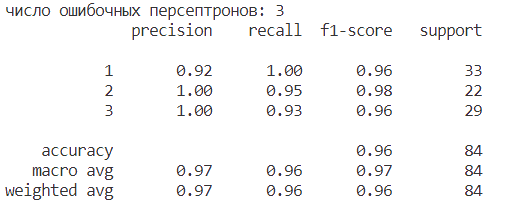 число ошибочных персептронов: 3
precision recall f1-score support
1 0.92 1.00 0.96 33
2 1.00 0.95 0.98 22
3 1.00 0.93 0.96 29
accuracy 0.96 84
macro avg 0.97 0.96 0.97 84
weighted avg 0.97 0.96 0.96 84